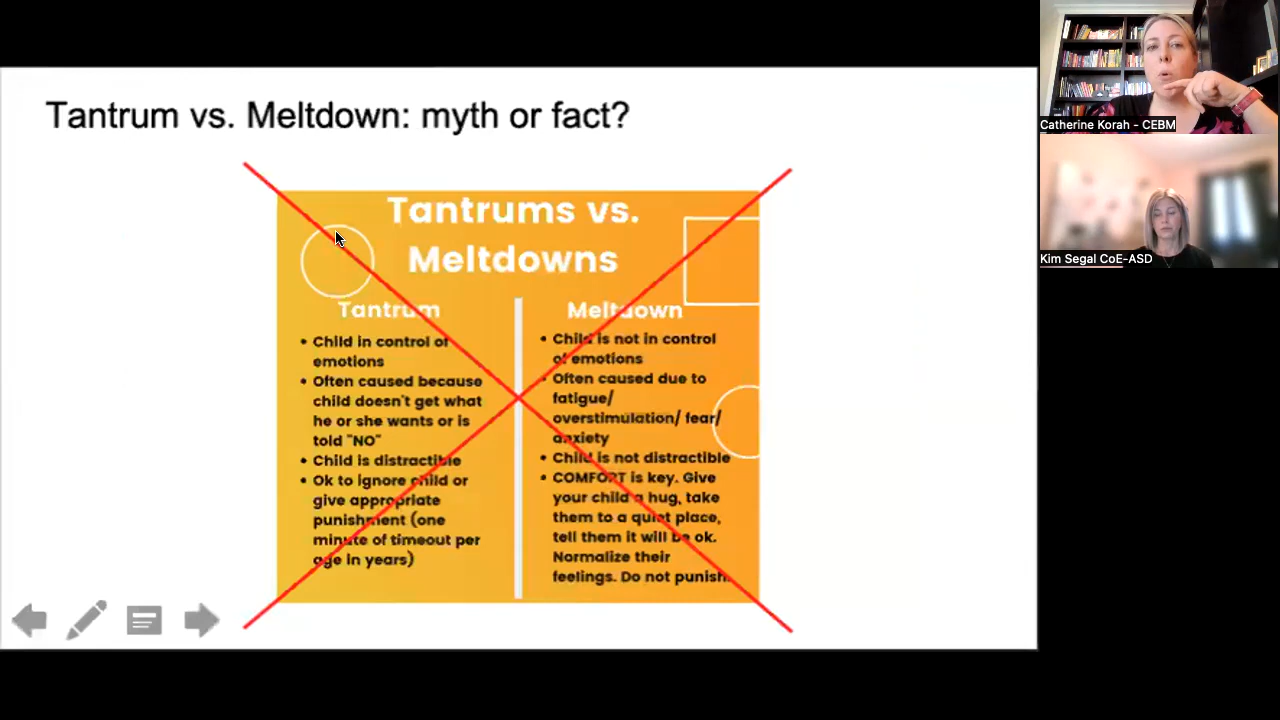 Tantrum vs. Meltdown: myth or fact?
Tantrums vs.
Meltdowns
Tantrum
• Child in control of
emotions
• Often caused because
child doesn't get what
he or she wants or is
told "NO"
• Child is distractible
• Ok to ignore child or
give appropriate
punishment (one
minute of timeout per
age in years)
Meltdown
• Child is not in control
of emotions
• Often caused due to
fatigue/
overstimulation/ fear/
anxiety
• Child is not distractible
• COMFORT is key. Give
your child a hug, take
them to a quiet place,
tell them it will be ok.
Normalize their
feelings. Do not punish.
Catherine Korah - CEBM
Kim Segal CoE-ASD